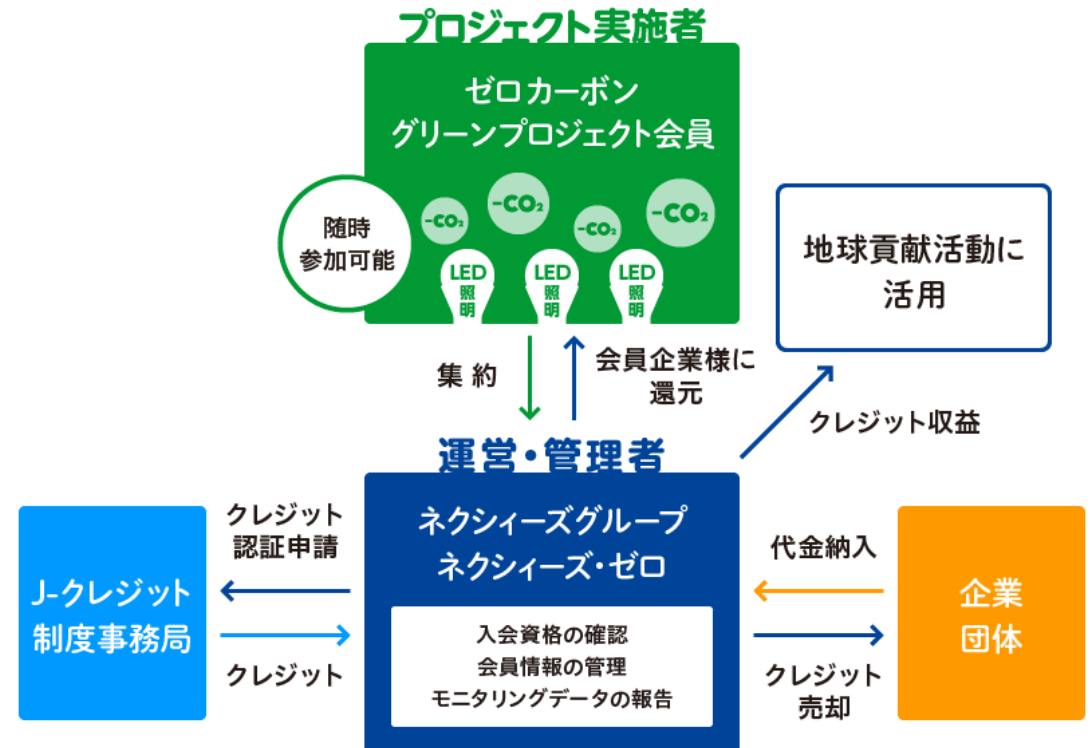 プロジェクト実施者
ゼロカーボン
グリーンプロジェクト会員
-CO₂
-CO₂
-CO₂
-CO₂
随時
参加可能
LED
照
明
LED
照
明
LED
照
明
地球貢献活動に
活用
集約
会員企業様に
還元
クレジット収益
運営・管理者
ネクシィーズグループ
ネクシィーズ・ゼロ
入会資格の確認
会員情報の管理
モニタリングデータの報告
クレジット
認証申請
J-クレジット
制度事務局
クレジット
代金納入
企業
団体
クレジット
売却